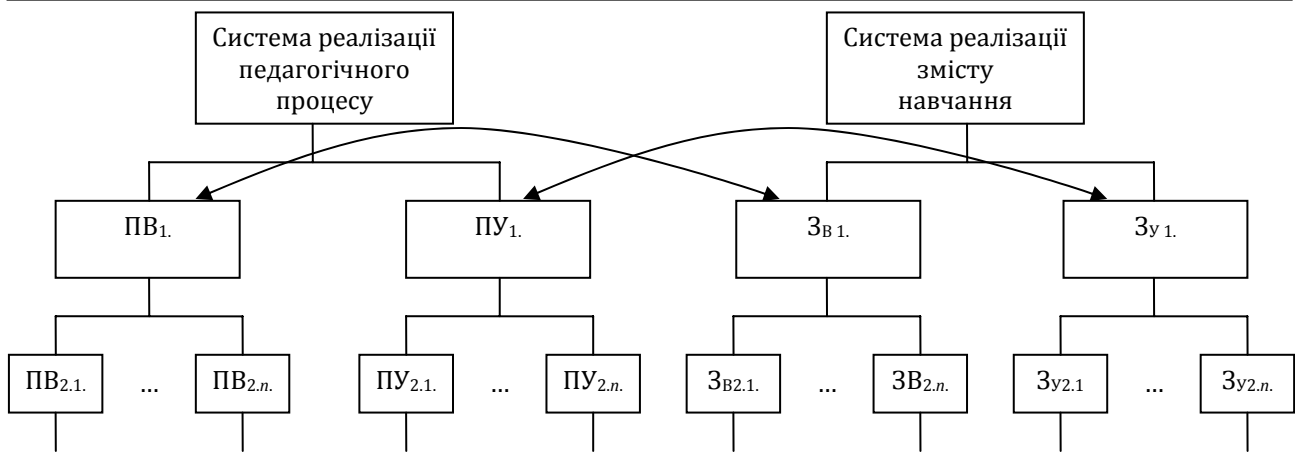 Система реалізації
педагогічного
процесу
Система реалізації
змісту
навчання
ПВ1.
ПУ1.
ЗВ 1.
ЗУ 1.
ПВ2.1.
...
ПВ2.n.
ПУ2.1.
...
ПУ2.n.
ЗВ2.1.
...
ЗВ2.n.
ЗУ2.1
...
ЗУ2.n.